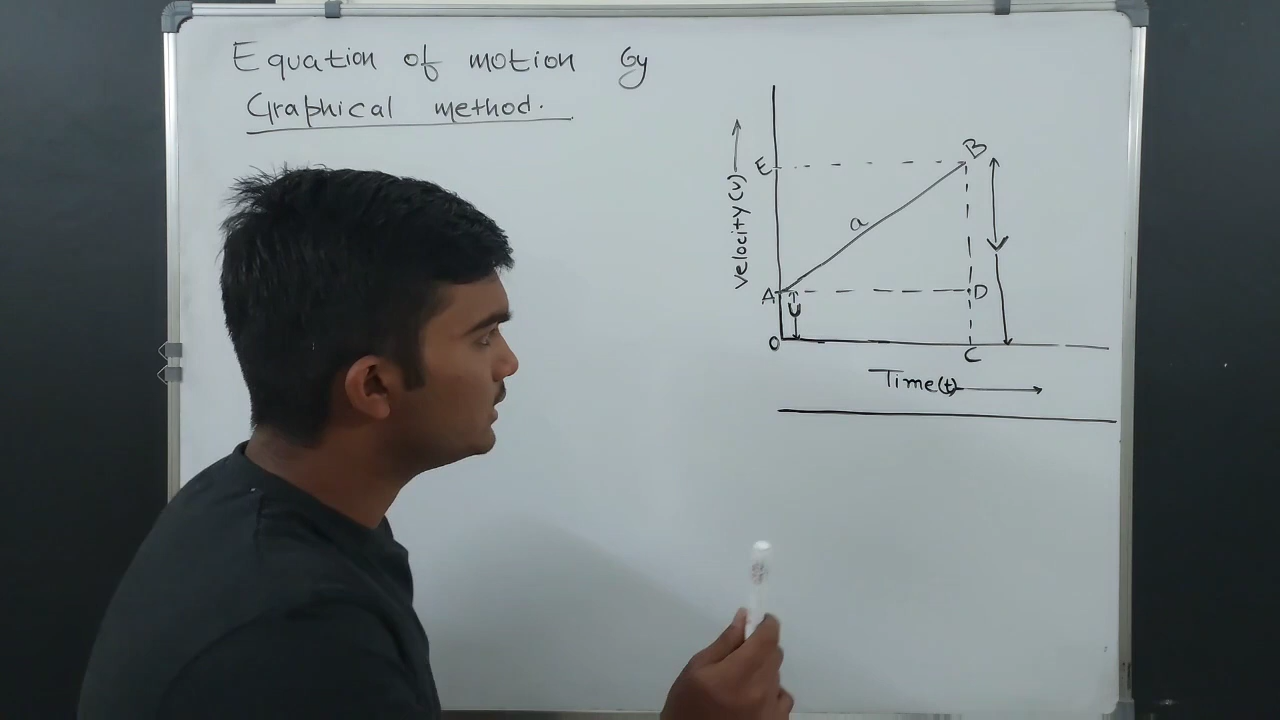 Equation of motion by
Graphical method.
B
E
velocity (v)
a
A
D
u
O
C
Time(t)